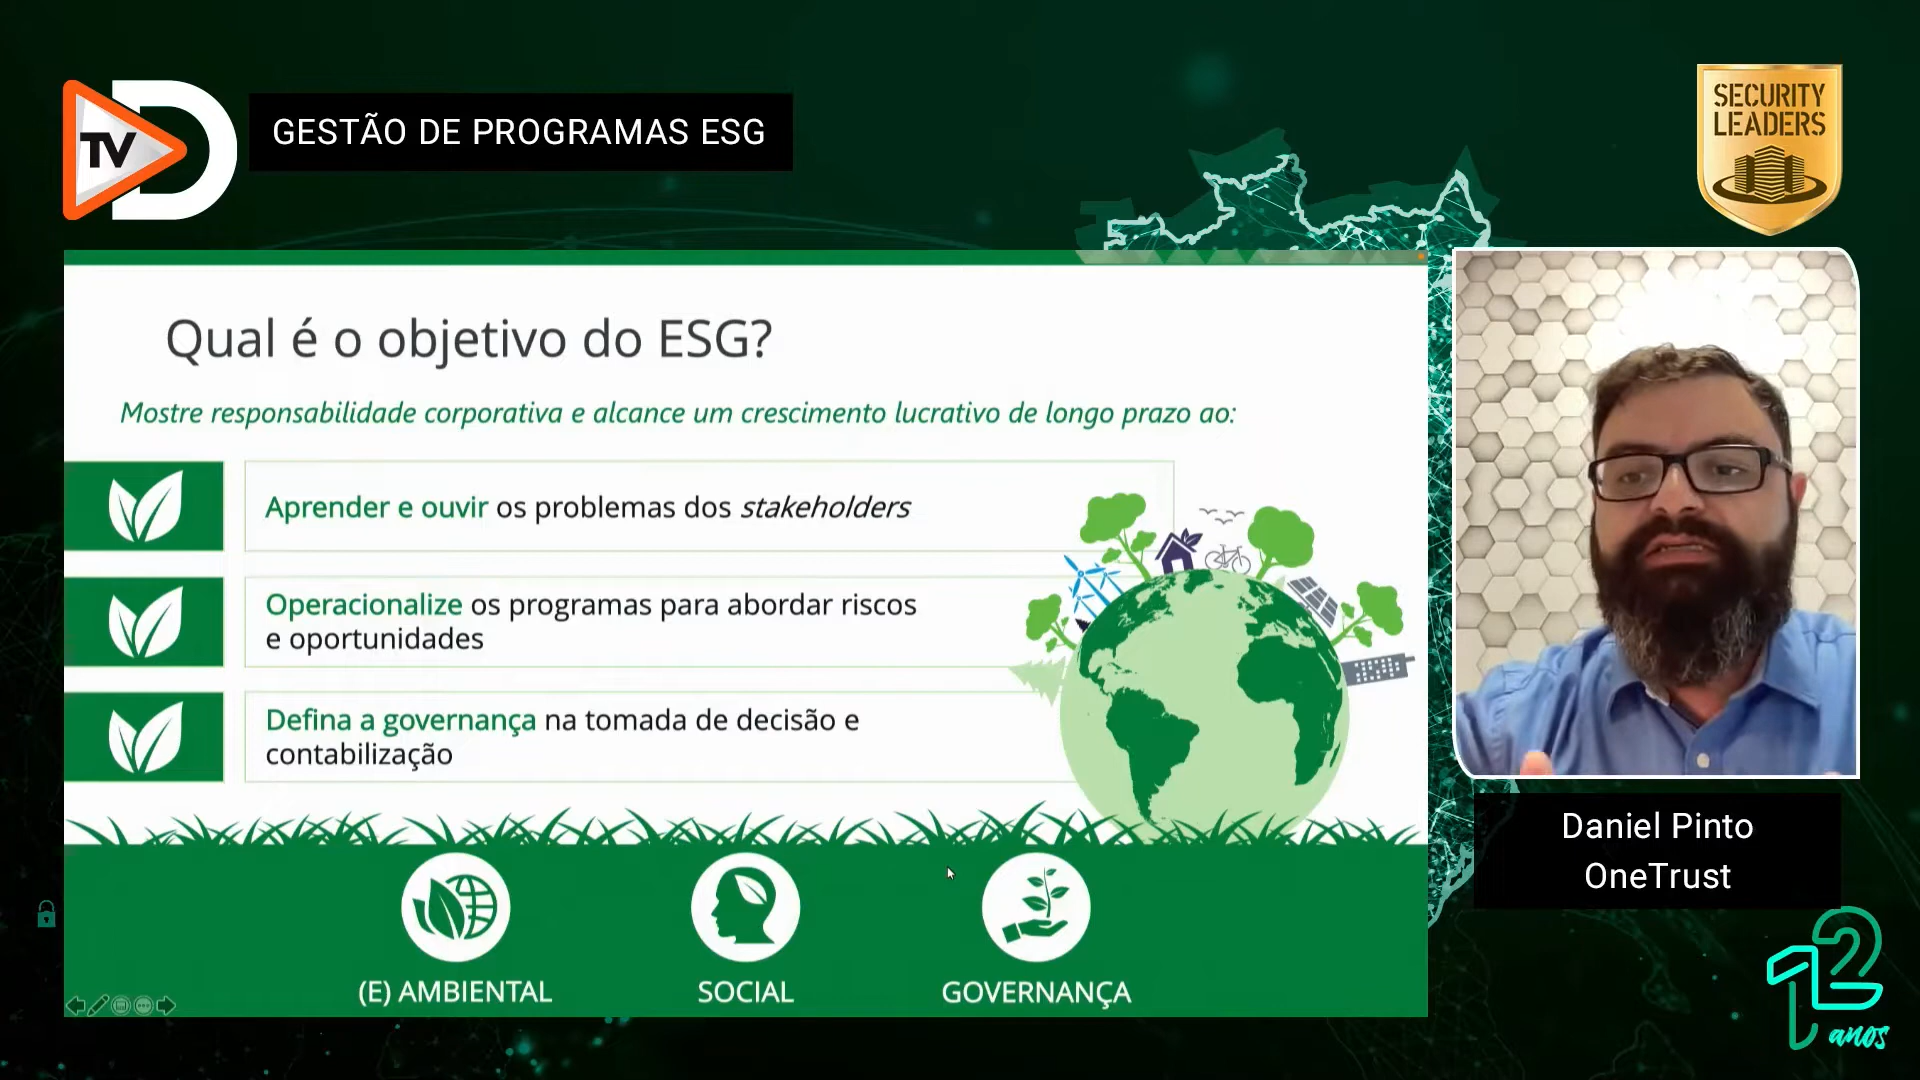 TV D
GESTÃO DE PROGRAMAS ESG
SECURITY
LEADERS
Qual é o objetivo do ESG?
Mostre responsabilidade corporativa e alcance um crescimento lucrativo de longo prazo ao:
Aprender e ouvir os problemas dos stakeholders
Operacionalize os programas para abordar riscos
e oportunidades
Defina a governança na tomada de decisão e
contabilização
(E) AMBIENTAL
SOCIAL
GOVERNANÇA
Daniel Pinto
OneTrust
12
anos